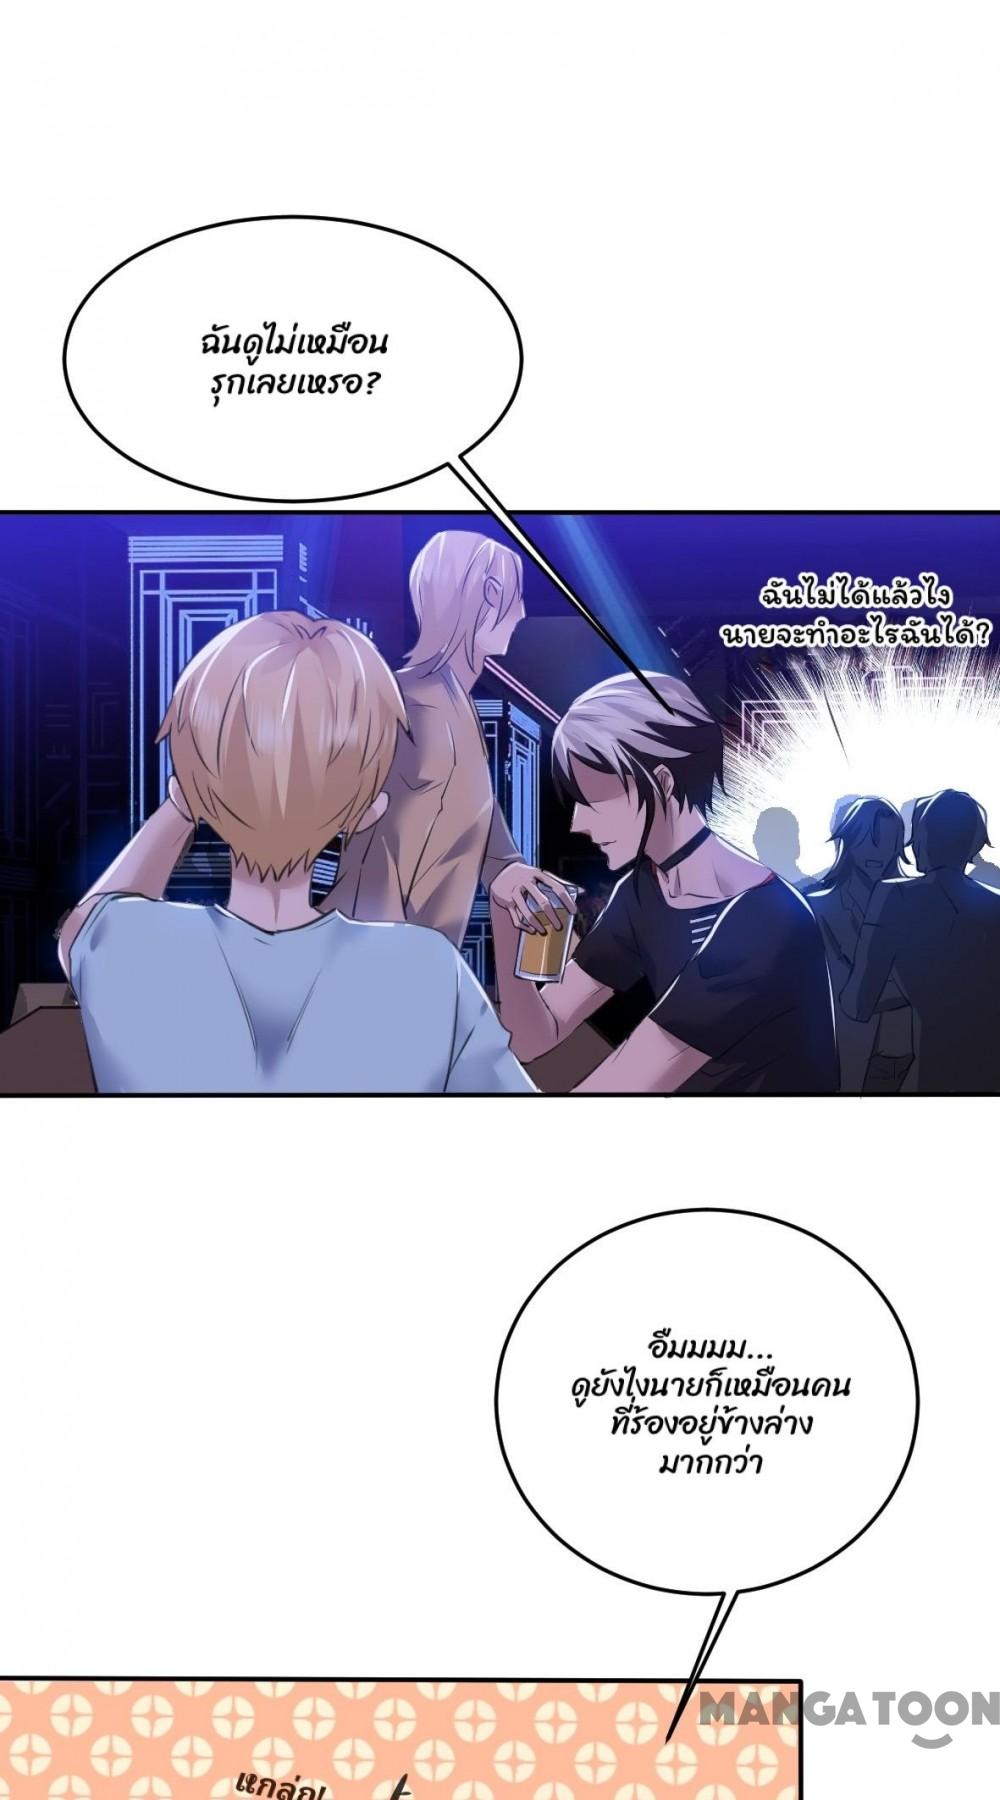 ฉันดูไม่เหมือน
รุกเลยเหรอ?
ฉันไม่ได้แล้วไง
นายจะทำอะไรฉันได้?
อืมมมม...
ดูยังไงนายก็เหมือนคน
ที่ร้องอยู่ข้างล่าง
มากกว่า
MANGATOON
แกล่ก!